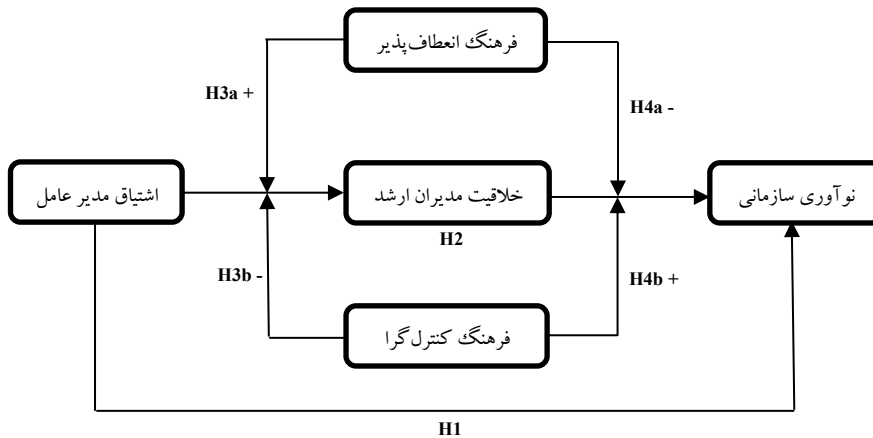 فرهنگ انعطاف‌پذیر
H3a +
H4a -
اشتیاق مدیر عامل
خلاقیت مدیران ارشد
نوآوری سازمانی
H2
H3b -
H4b +
فرهنگ کنترل‌گرا
H1